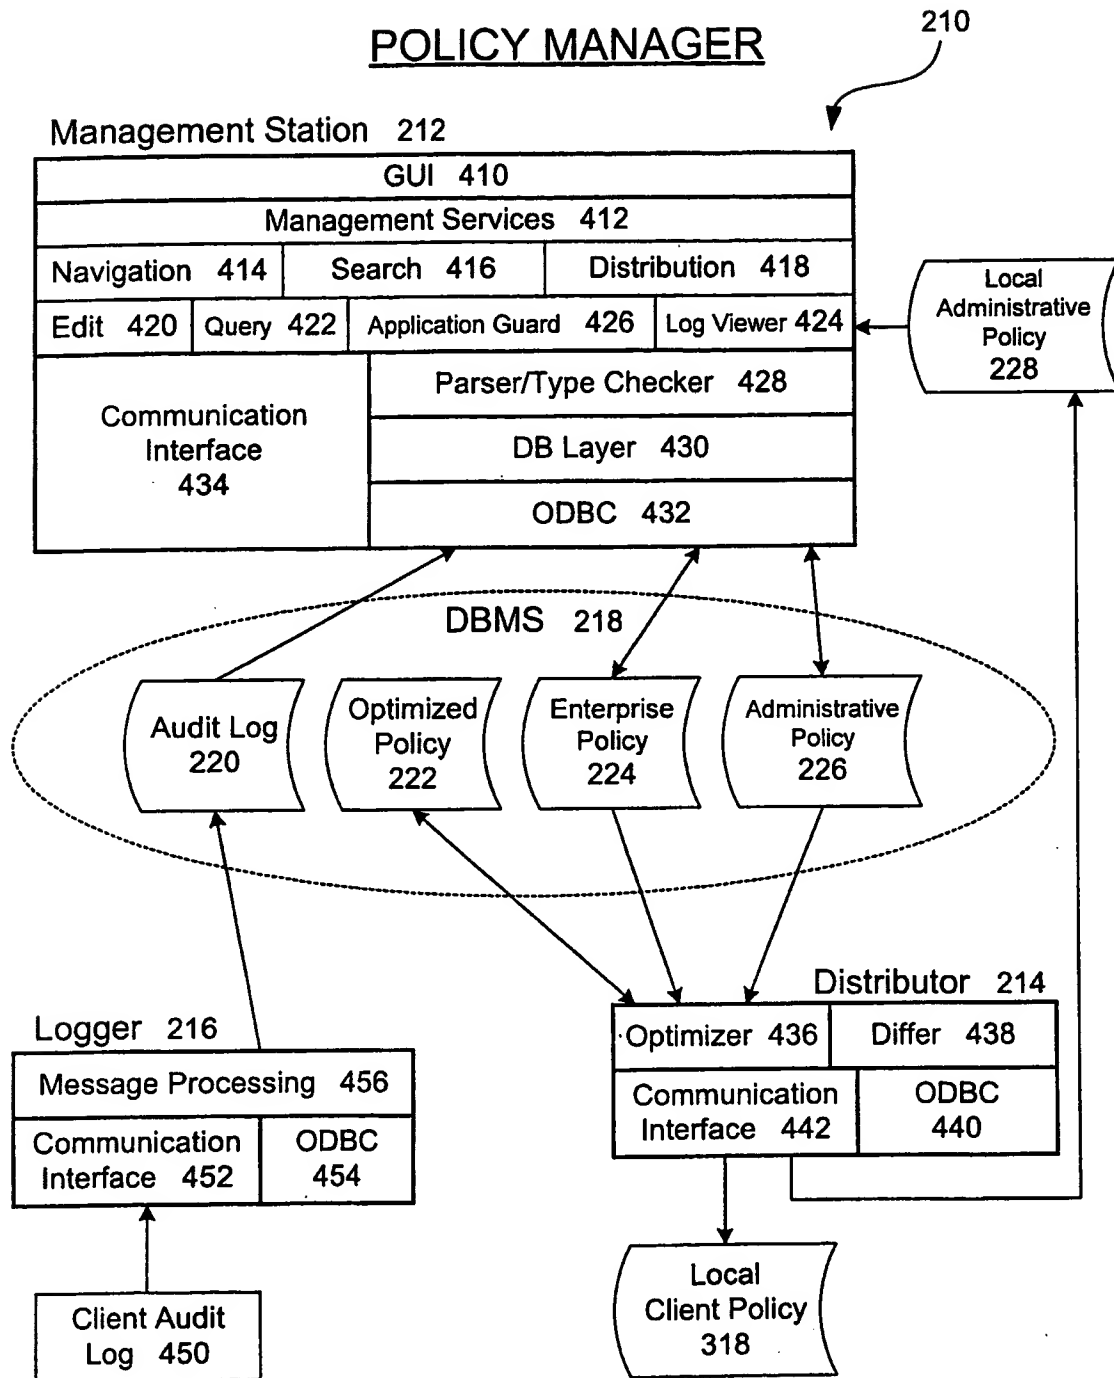 POLICY MANAGER
210
Management Station 212
GUI 410
Management Services 412
Navigation 414
Search 416
Distribution 418
Edit 420
Query 422
Application Guard 426
Log Viewer 424
Local
Administrative
Policy
228
Communication
Interface
434
Parser/Type Checker 428
DB Layer 430
ODBC 432
DBMS 218
Audit Log
220
Optimized
Policy
222
Enterprise
Policy
224
Administrative
Policy
226
Distributor 214
Optimizer 436
Differ 438
Communication
Interface 442
ODBC
440
Logger 216
Message Processing 456
Communication
Interface 452
ODBC
454
Client Audit
Log 450
Local
Client Policy
318